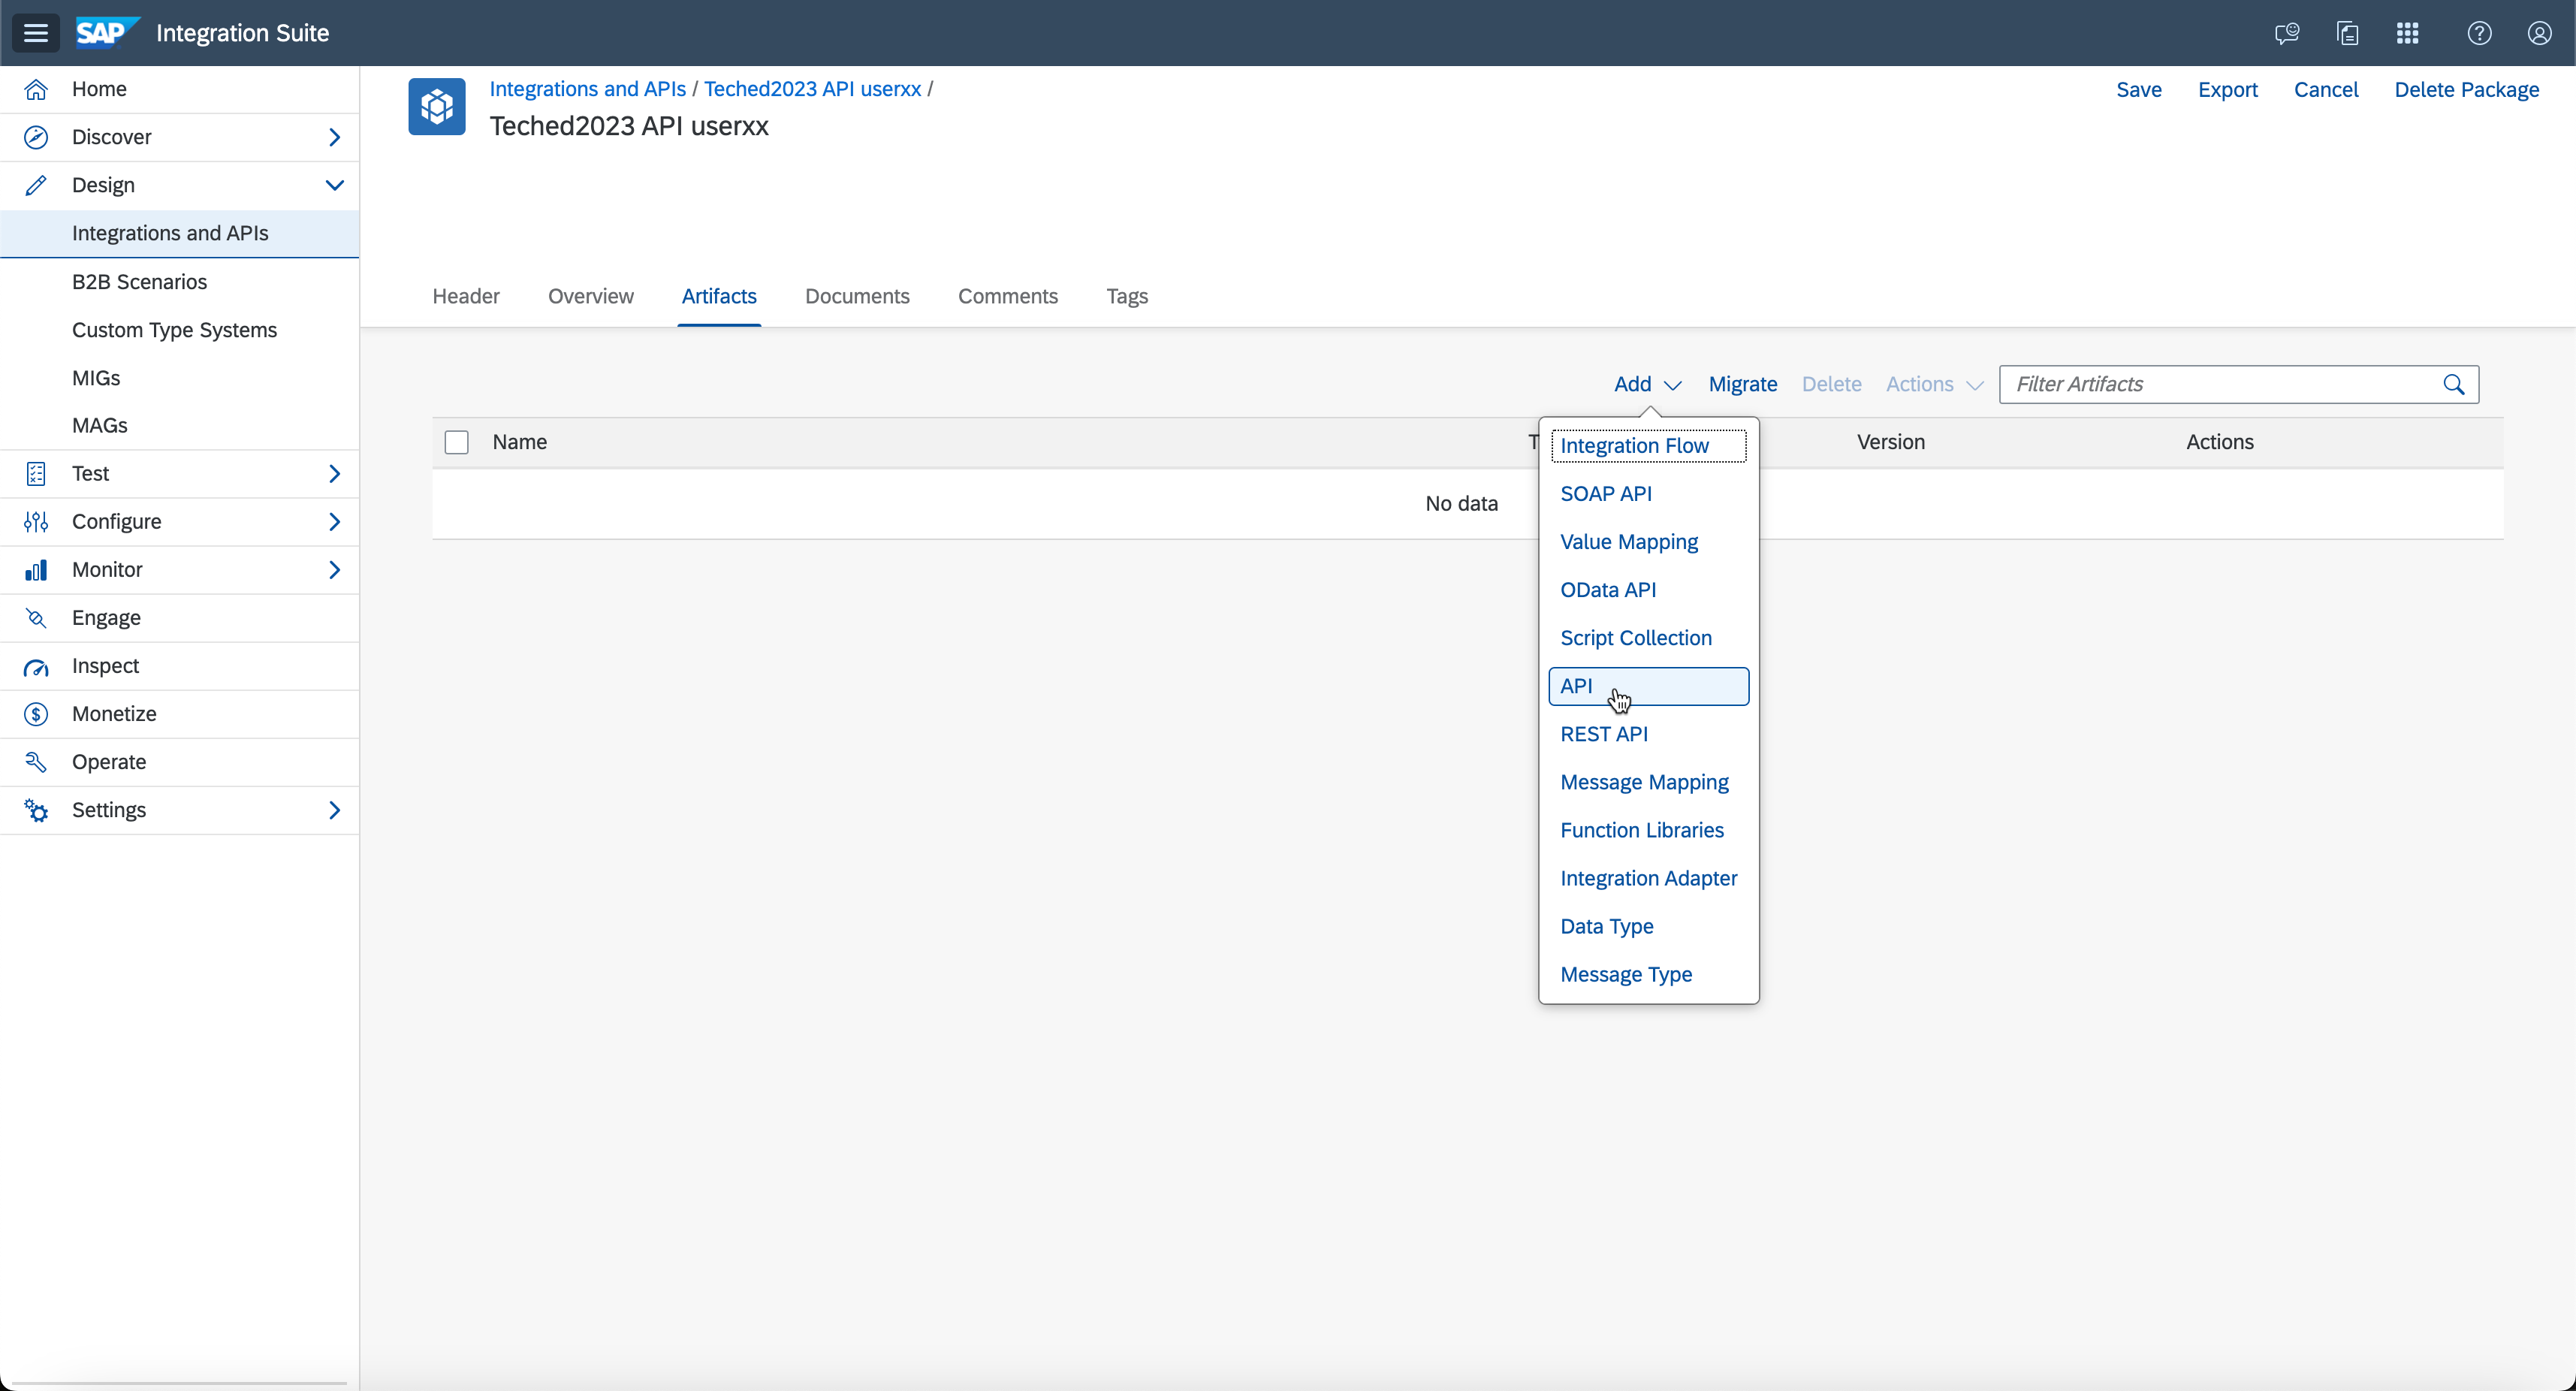 SAP Integration Suite
Home
Discover
Design
Integrations and APIs
B2B Scenarios
Custom Type Systems
MIGs
MAGs
Test
Configure
Monitor
Engage
Inspect
Monetize
Operate
Settings
Integrations and APIs / Teched2023 API userxx /
Teched2023 API userxx
Save Export Cancel Delete Package
Header Overview Artifacts Documents Comments Tags
Add Migrate Delete Actions Filter Artifacts
Name T Version Actions
No data
Integration Flow
SOAP API
Value Mapping
OData API
Script Collection
API
REST API
Message Mapping
Function Libraries
Integration Adapter
Data Type
Message Type